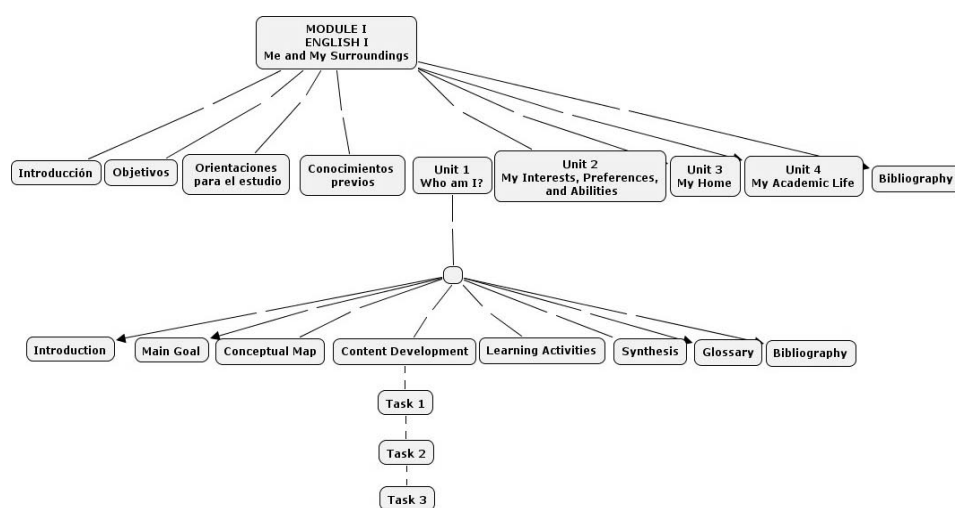 MODULE I
ENGLISH I
Me and My Surroundings
Introducción
Objetivos
Orientaciones
para el estudio
Conocimientos
previos
Unit 1
Who am I?
Unit 2
My Interests, Preferences,
and Abilities
Unit 3
My Home
Unit 4
My Academic Life
Bibliography
Introduction
Main Goal
Conceptual Map
Content Development
Learning Activities
Synthesis
Glossary
Bibliography
Task 1
Task 2
Task 3